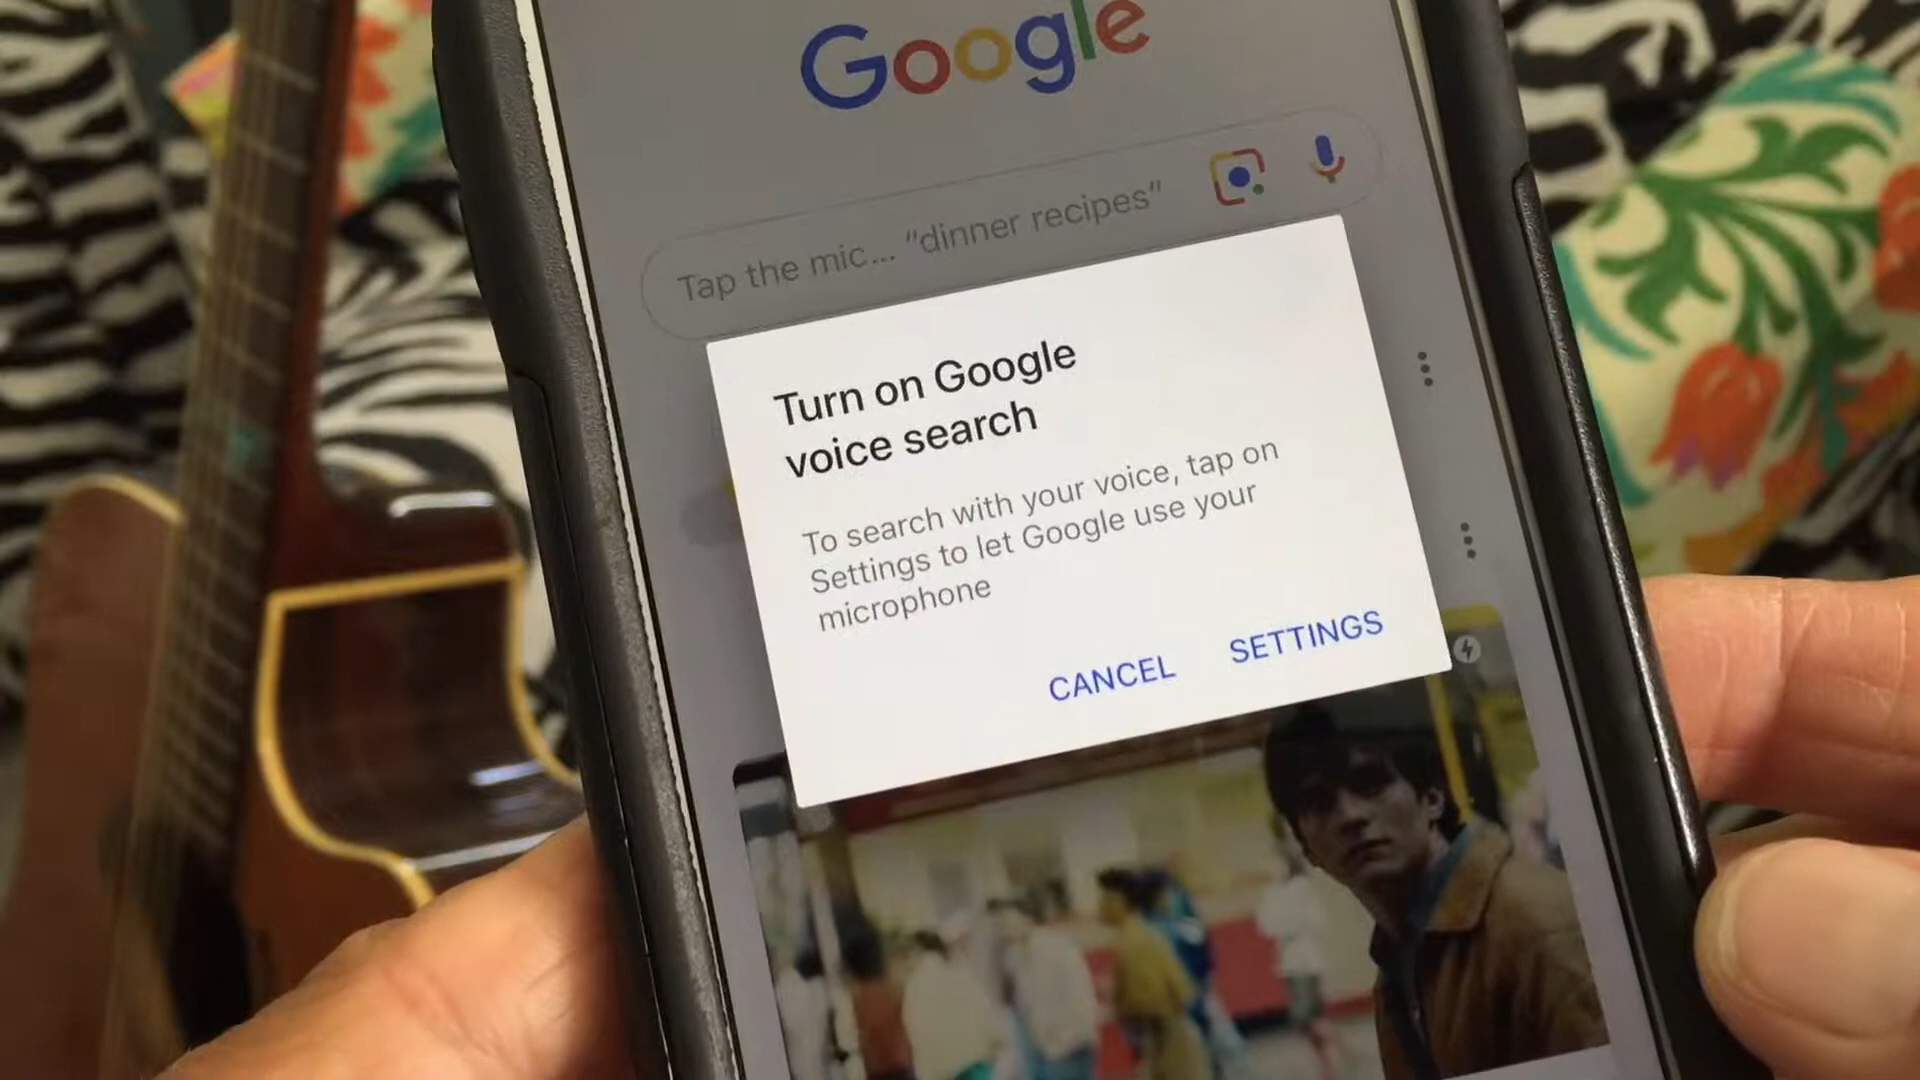 Google
Tap the mic... "dinner recipes"
Turn on Google
voice search
To search with your voice, tap on
Settings to let Google use your
microphone
CANCEL
SETTINGS